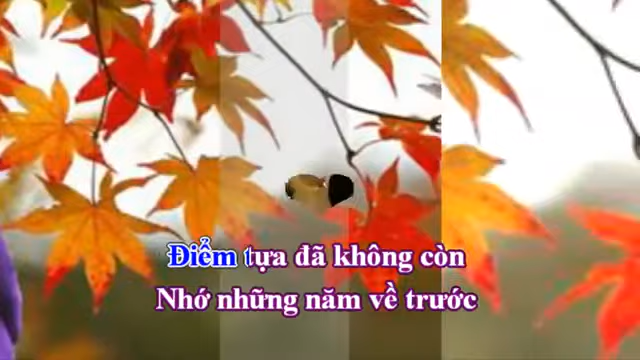 Điểm tựa đã không còn
Nhớ những năm về trước